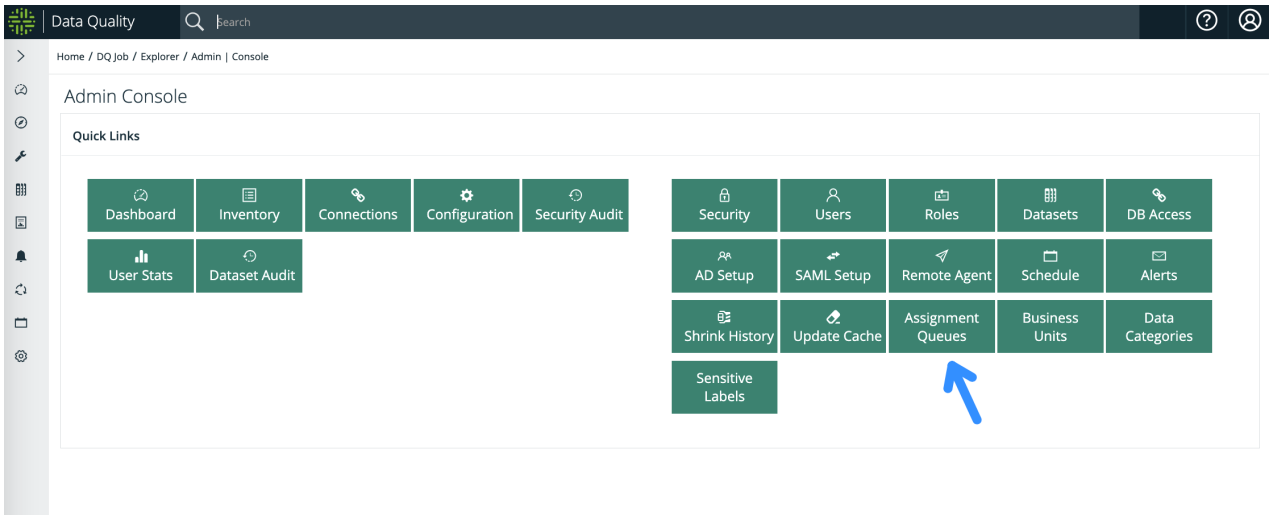 Data Quality
Search
Home / DQ Job / Explorer / Admin | Console
Admin Console
Quick Links
Dashboard
Inventory
Connections
Configuration
Security Audit
User Stats
Dataset Audit
Security
Users
Roles
Datasets
DB Access
AD Setup
SAML Setup
Remote Agent
Schedule
Alerts
Shrink History
Update Cache
Assignment
Queues
Business
Units
Data
Categories
Sensitive
Labels